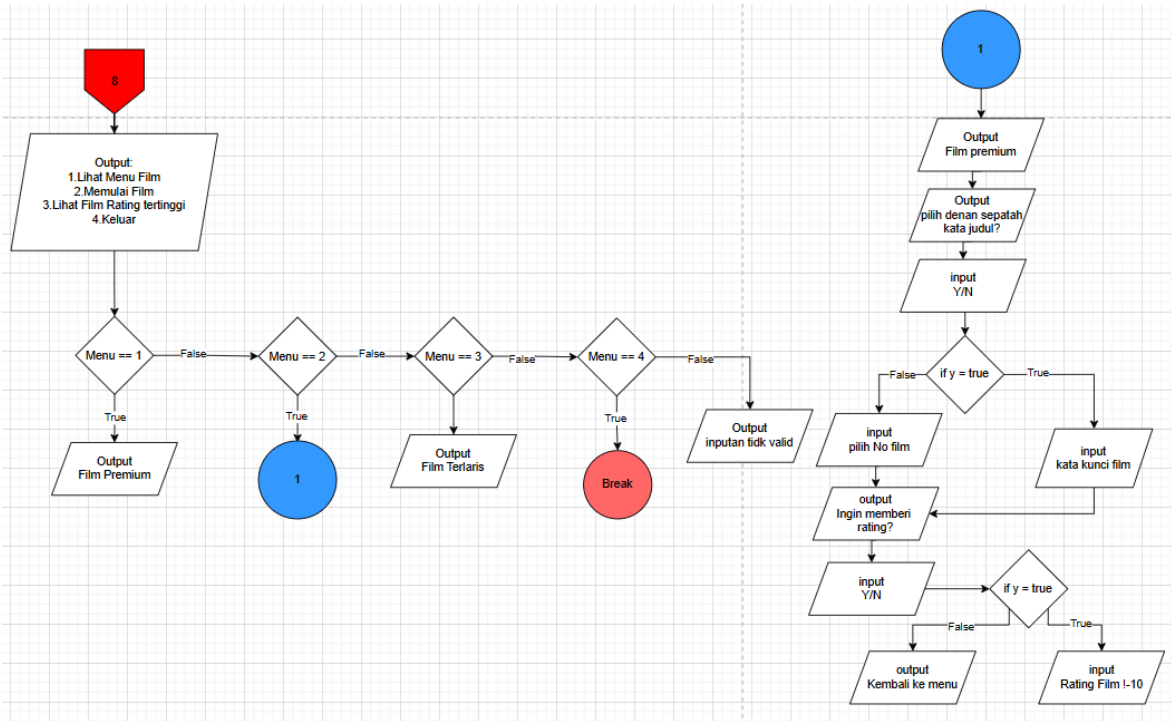 8
Output:
1.Lihat Menu Film
2.Memulai Film
3.Lihat Film Rating tertinggi
4.Keluar
Menu == 1
False
Menu == 2
False
Menu == 3
False
Menu == 4
False
True
True
True
Output
Film Premium
1
Output
Film Terlaris
Break
Output
inputan tidk valid
1
Output
Film premium
Output
pilih denan sepatah
kata judul?
input
Y/N
if y = true
False
True
input
pilih No film
input
kata kunci film
output
Ingin memberi
rating?
input
Y/N
if y = true
False
True
output
Kembali ke menu
input
Rating Film !-10